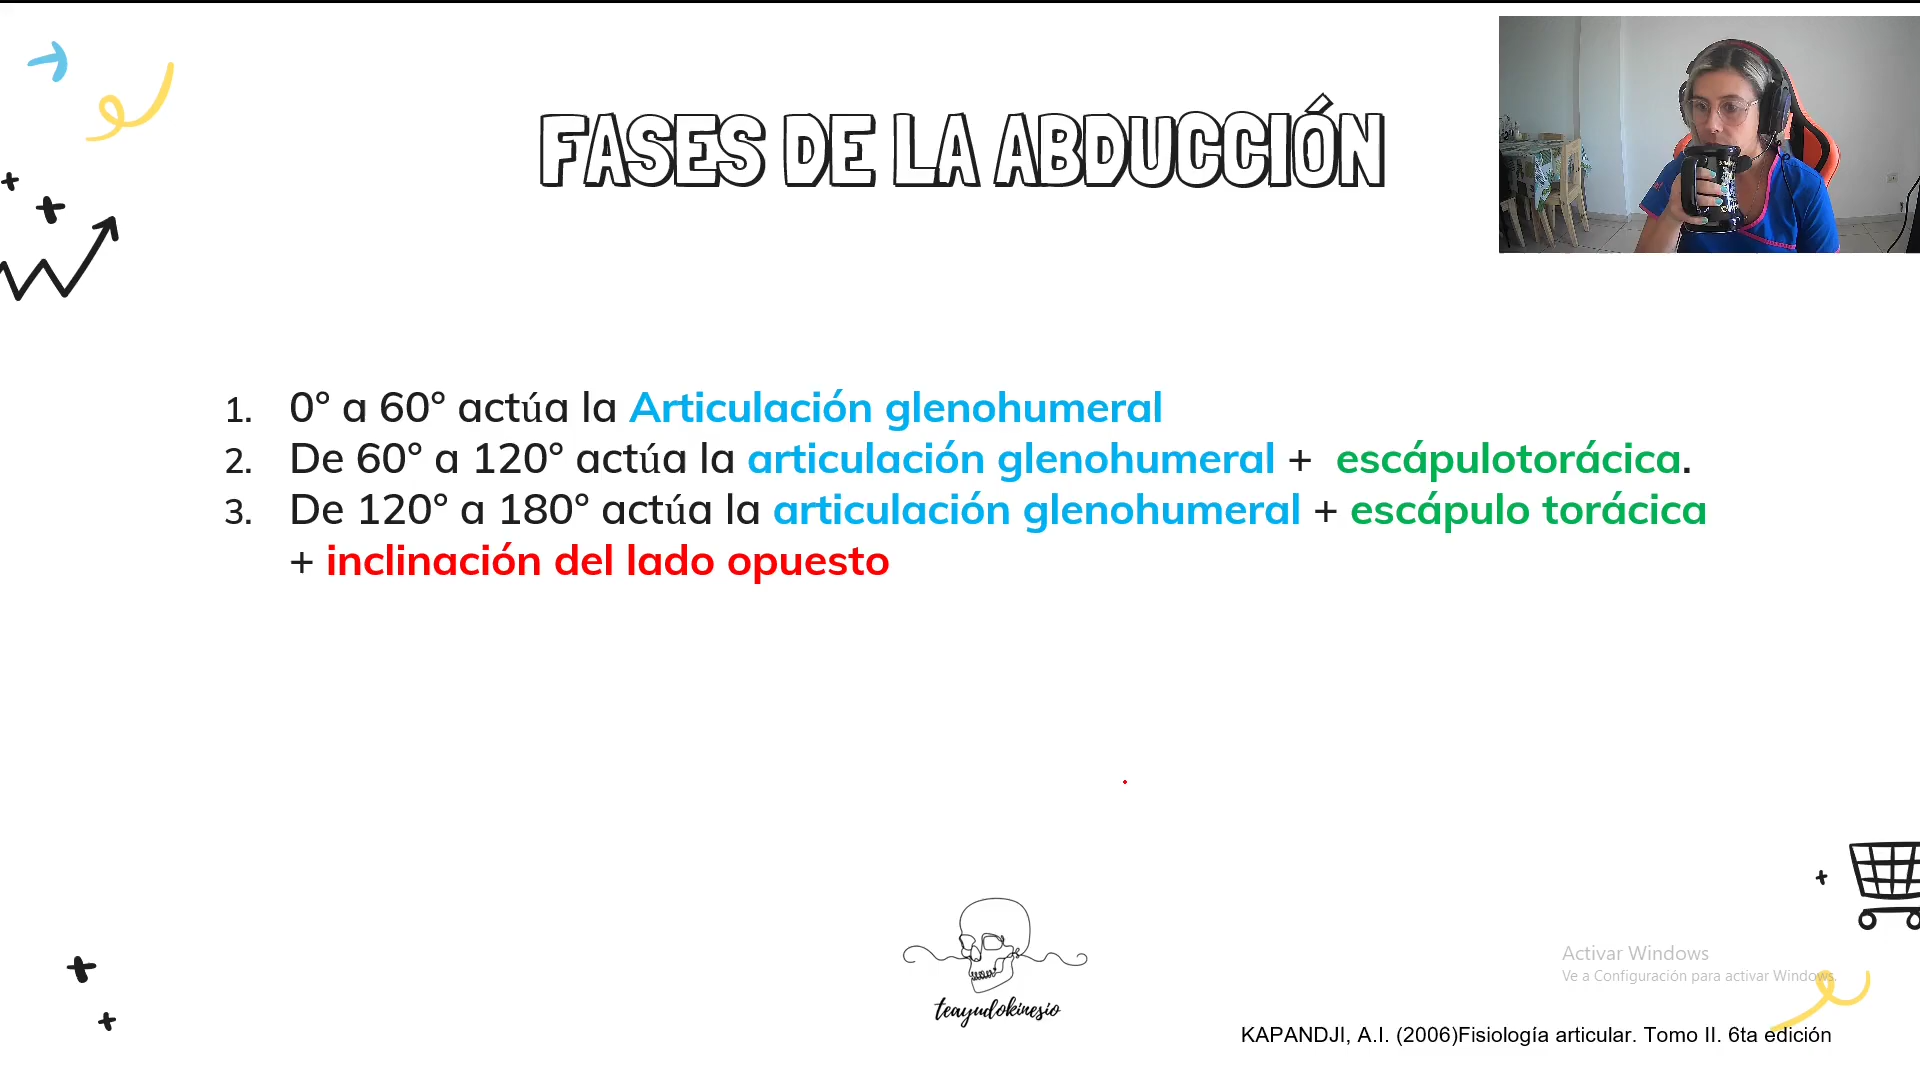 FASES DE LA ABDUCCIÓN
1. 0° a 60° actúa la Articulación glenohumeral
2. De 60° a 120° actúa la articulación glenohumeral + escápulotorácica.
3. De 120° a 180° actúa la articulación glenohumeral + escápulo torácica
+ inclinación del lado opuesto
teayudokinesio
Activar Windows
Ve a Configuración para activar Windows.
KAPANDJI, A.I. (2006)Fisiología articular. Tomo II. 6ta edición